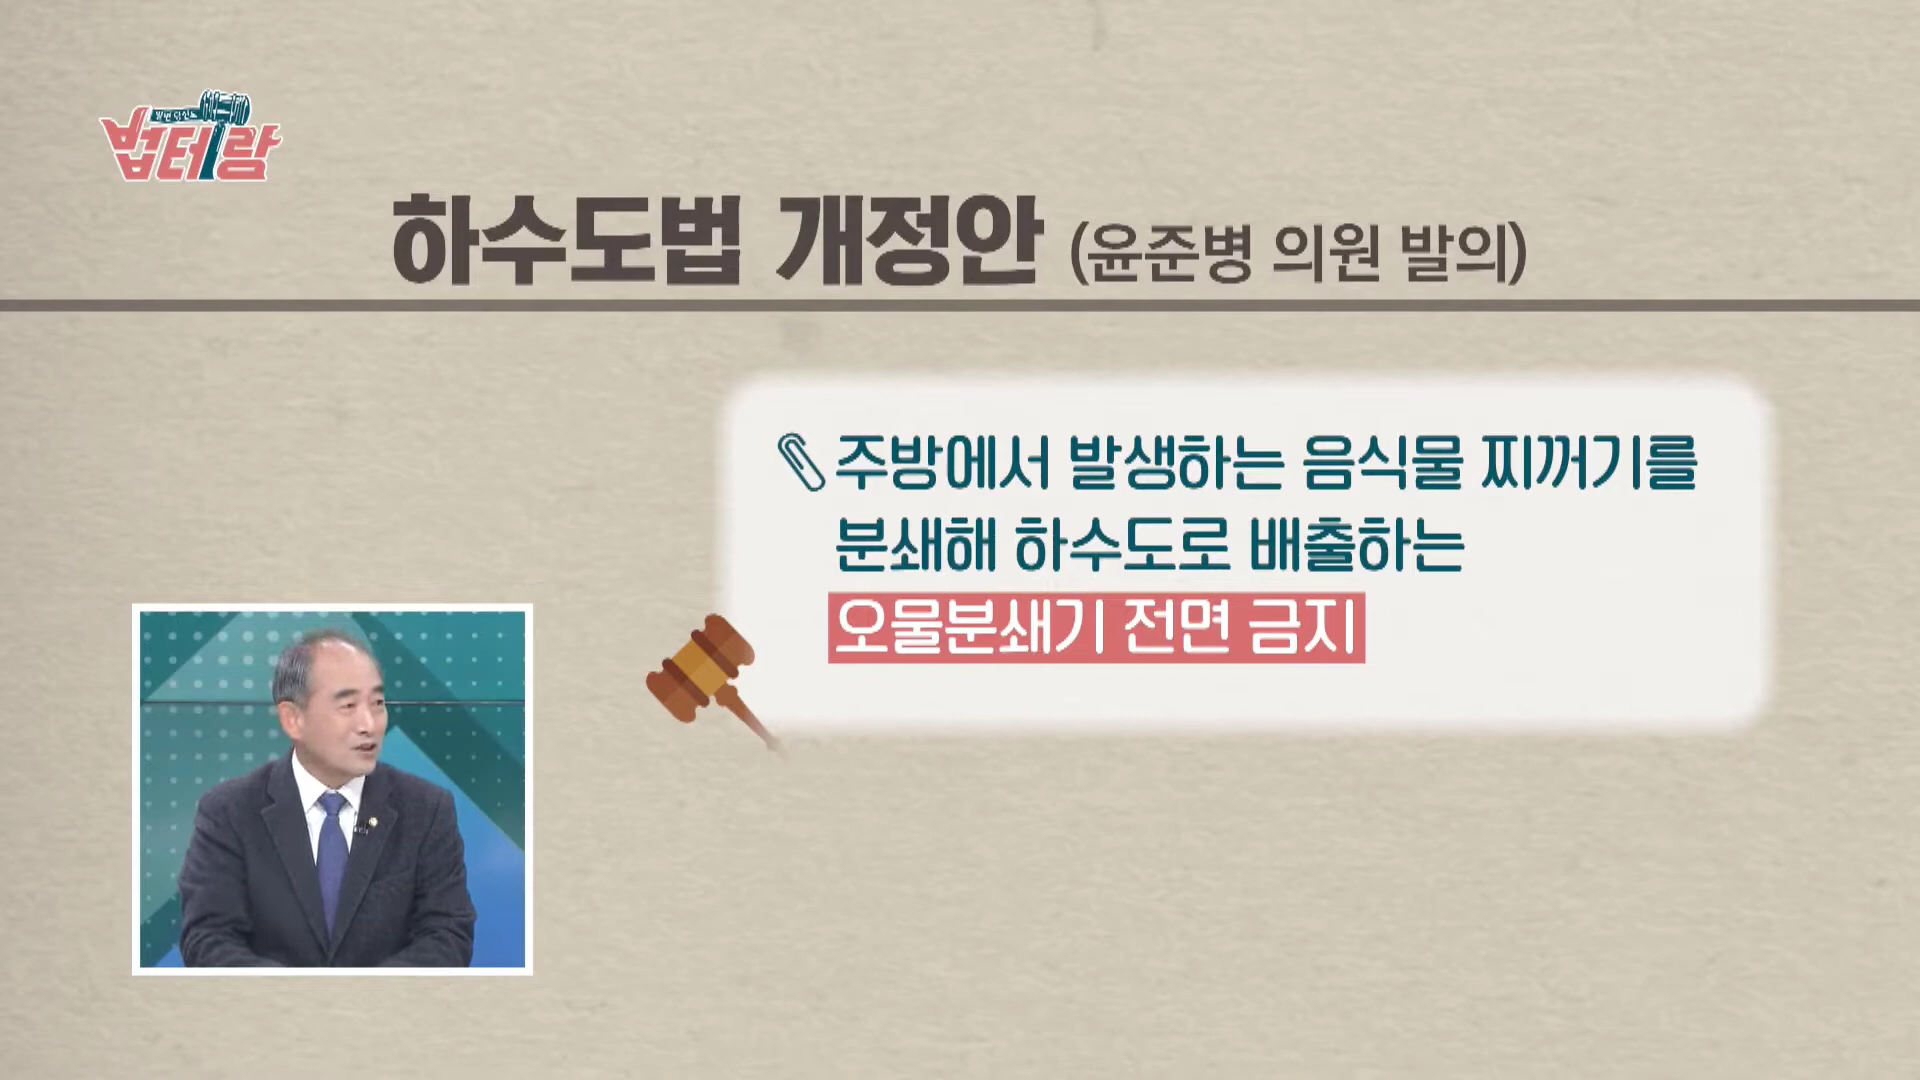 법테랑
하수도법 개정안 (윤준병 의원 발의)
주방에서 발생하는 음식물 찌꺼기를
분쇄해 하수도로 배출하는
오물분쇄기 전면 금지